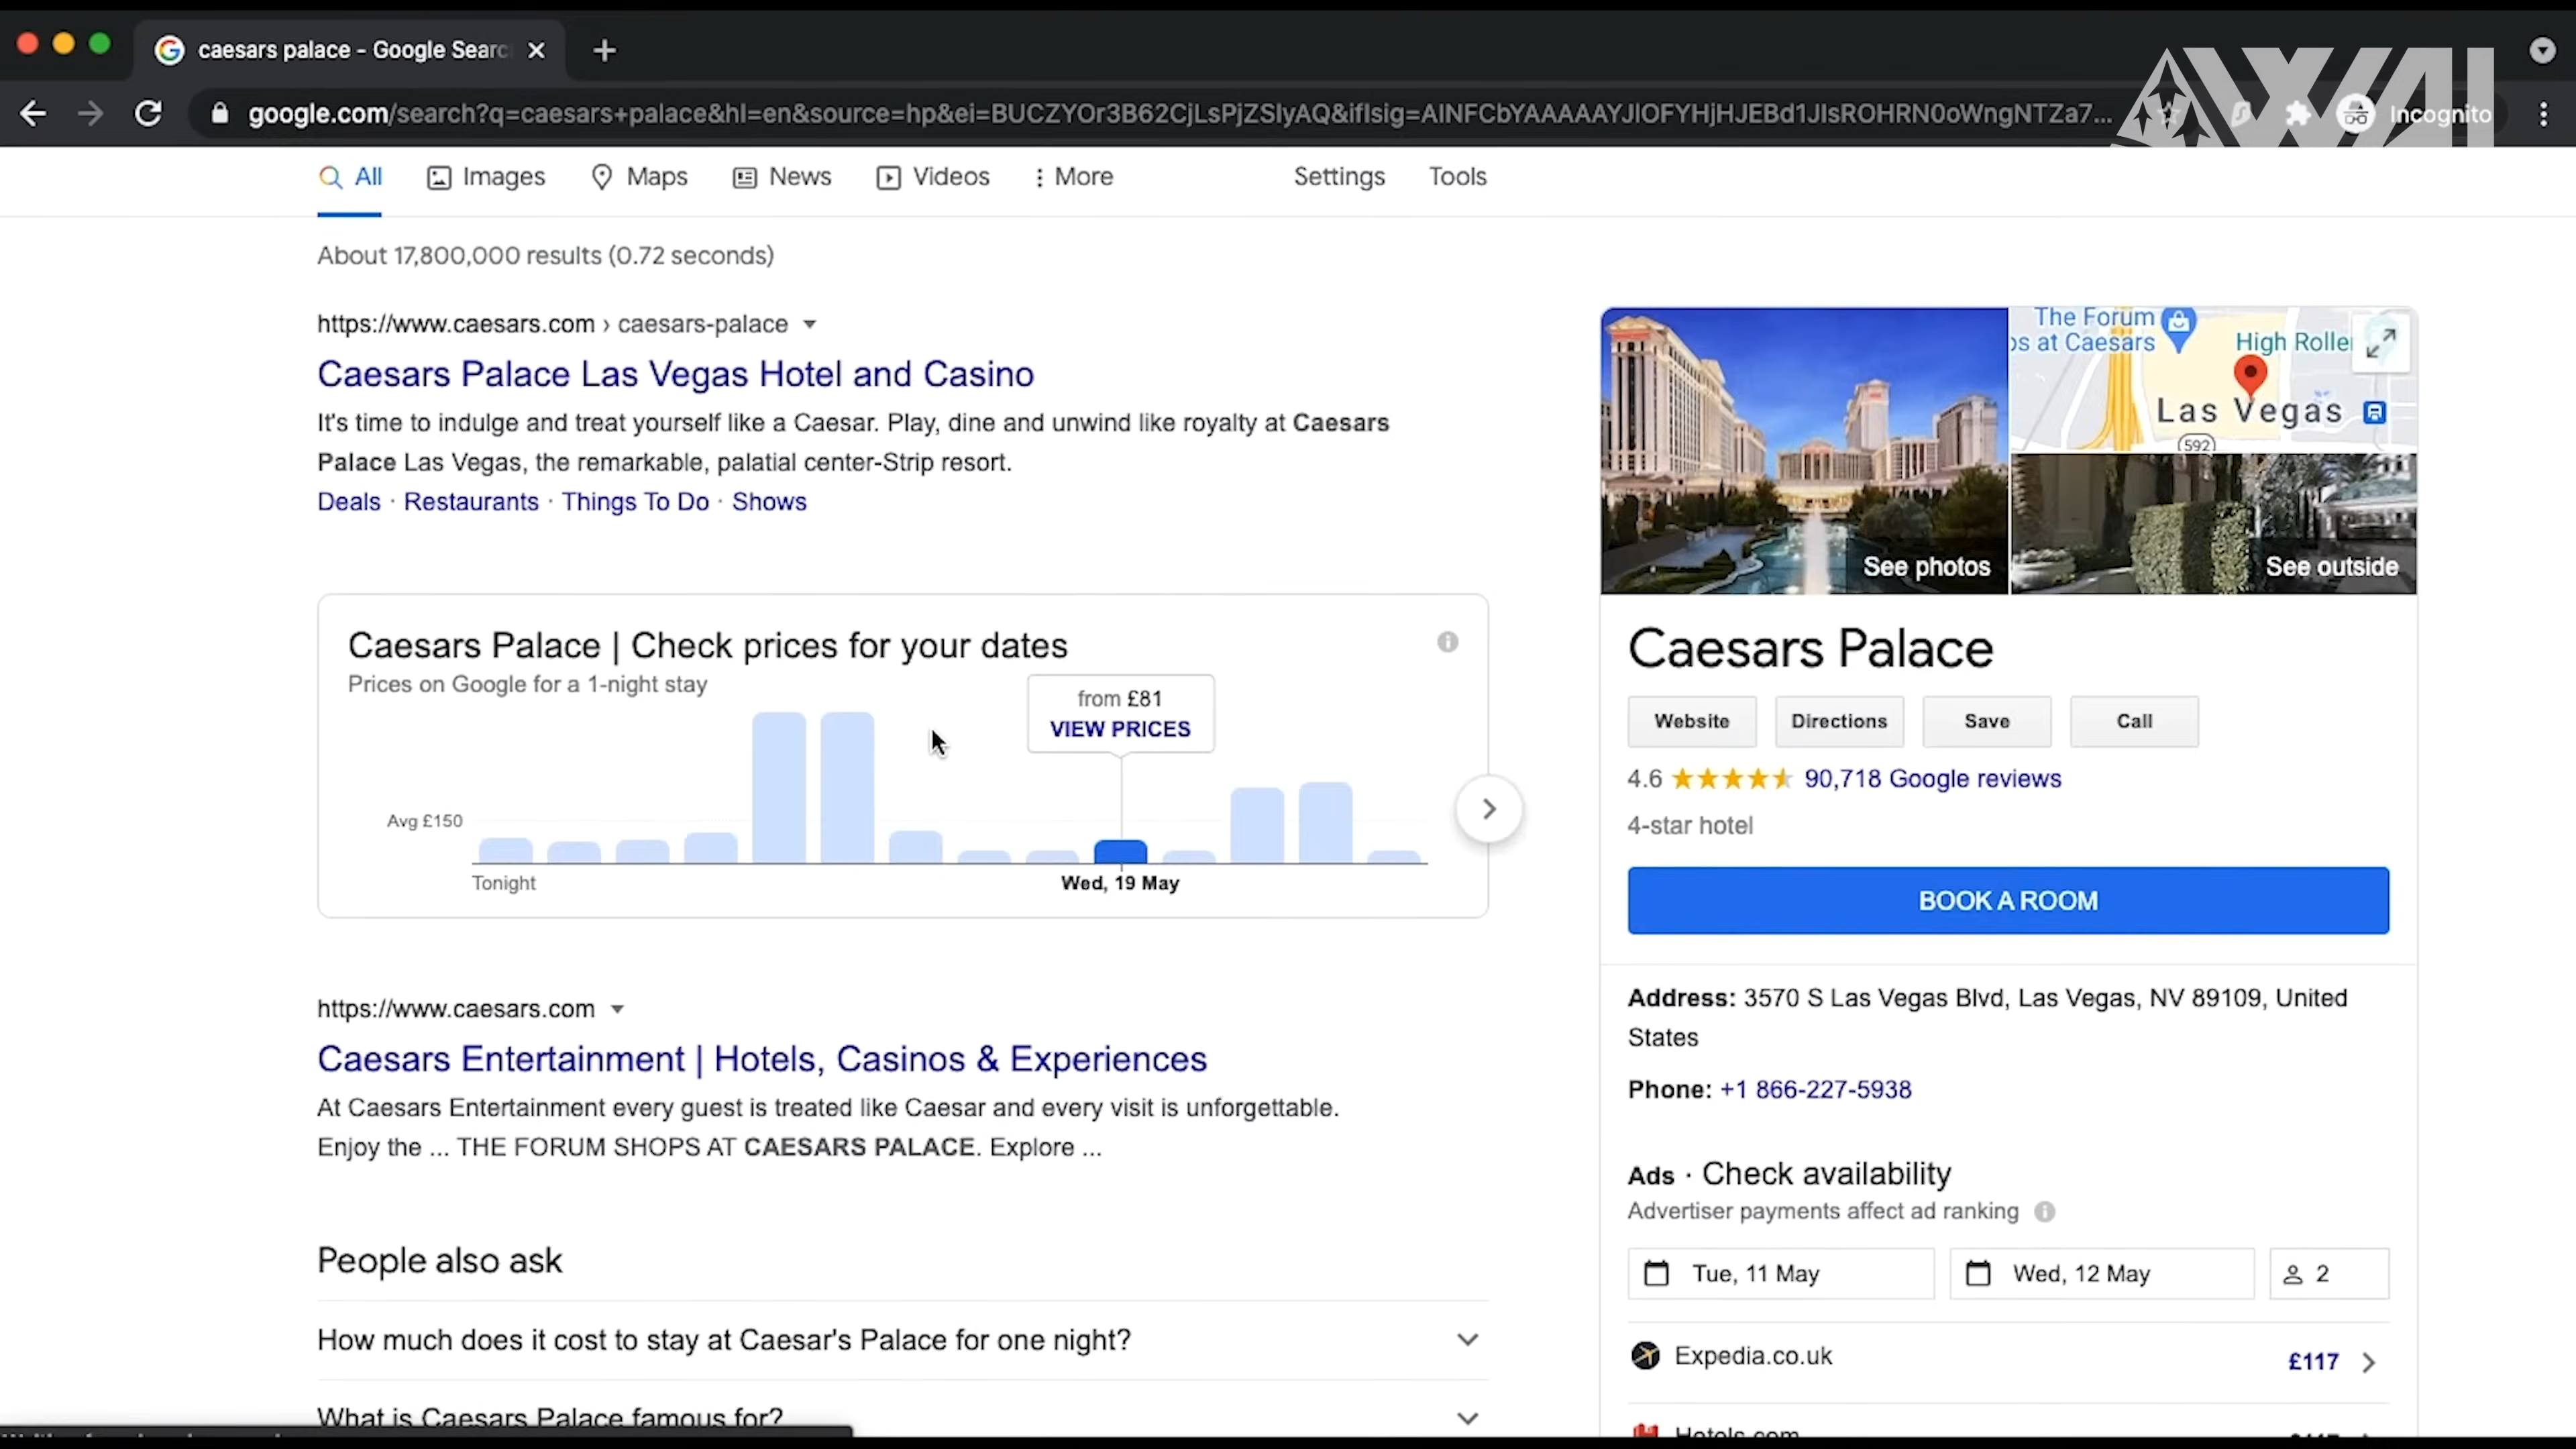 caesars palace - Google Searc
AWAI
google.com/search?q=caesars+palace&hl=en&source=hp&ei=BUCZYOr3B62CjLsPjZSIyAQ&iflsig=AINFCbYAAAAAYJlOFYHjHJEBd1JIsROHRN0oWngNTZa7...
Incognito
All Images Maps News Videos More Settings Tools
About 17,800,000 results (0.72 seconds)
https://www.caesars.com › caesars-palace
Caesars Palace Las Vegas Hotel and Casino
It's time to indulge and treat yourself like a Caesar. Play, dine and unwind like royalty at Caesars
Palace Las Vegas, the remarkable, palatial center-Strip resort.
Deals · Restaurants · Things To Do · Shows
Caesars Palace | Check prices for your dates
Prices on Google for a 1-night stay
from £81
VIEW PRICES
Avg £150
Tonight
Wed, 19 May
https://www.caesars.com
Caesars Entertainment | Hotels, Casinos & Experiences
At Caesars Entertainment every guest is treated like Caesar and every visit is unforgettable.
Enjoy the ... THE FORUM SHOPS AT CAESARS PALACE. Explore ...
People also ask
How much does it cost to stay at Caesar's Palace for one night?
What is Caesars Palace famous for?
The Forum
ps at Caesars
High Roller
Las Vegas
592
See photos
See outside
Caesars Palace
Website Directions Save Call
4.6 90,718 Google reviews
4-star hotel
BOOK A ROOM
Address: 3570 S Las Vegas Blvd, Las Vegas, NV 89109, United
States
Phone: +1 866-227-5938
Ads · Check availability
Advertiser payments affect ad ranking
Tue, 11 May
Wed, 12 May
2
Expedia.co.uk
£117
Hotels.com